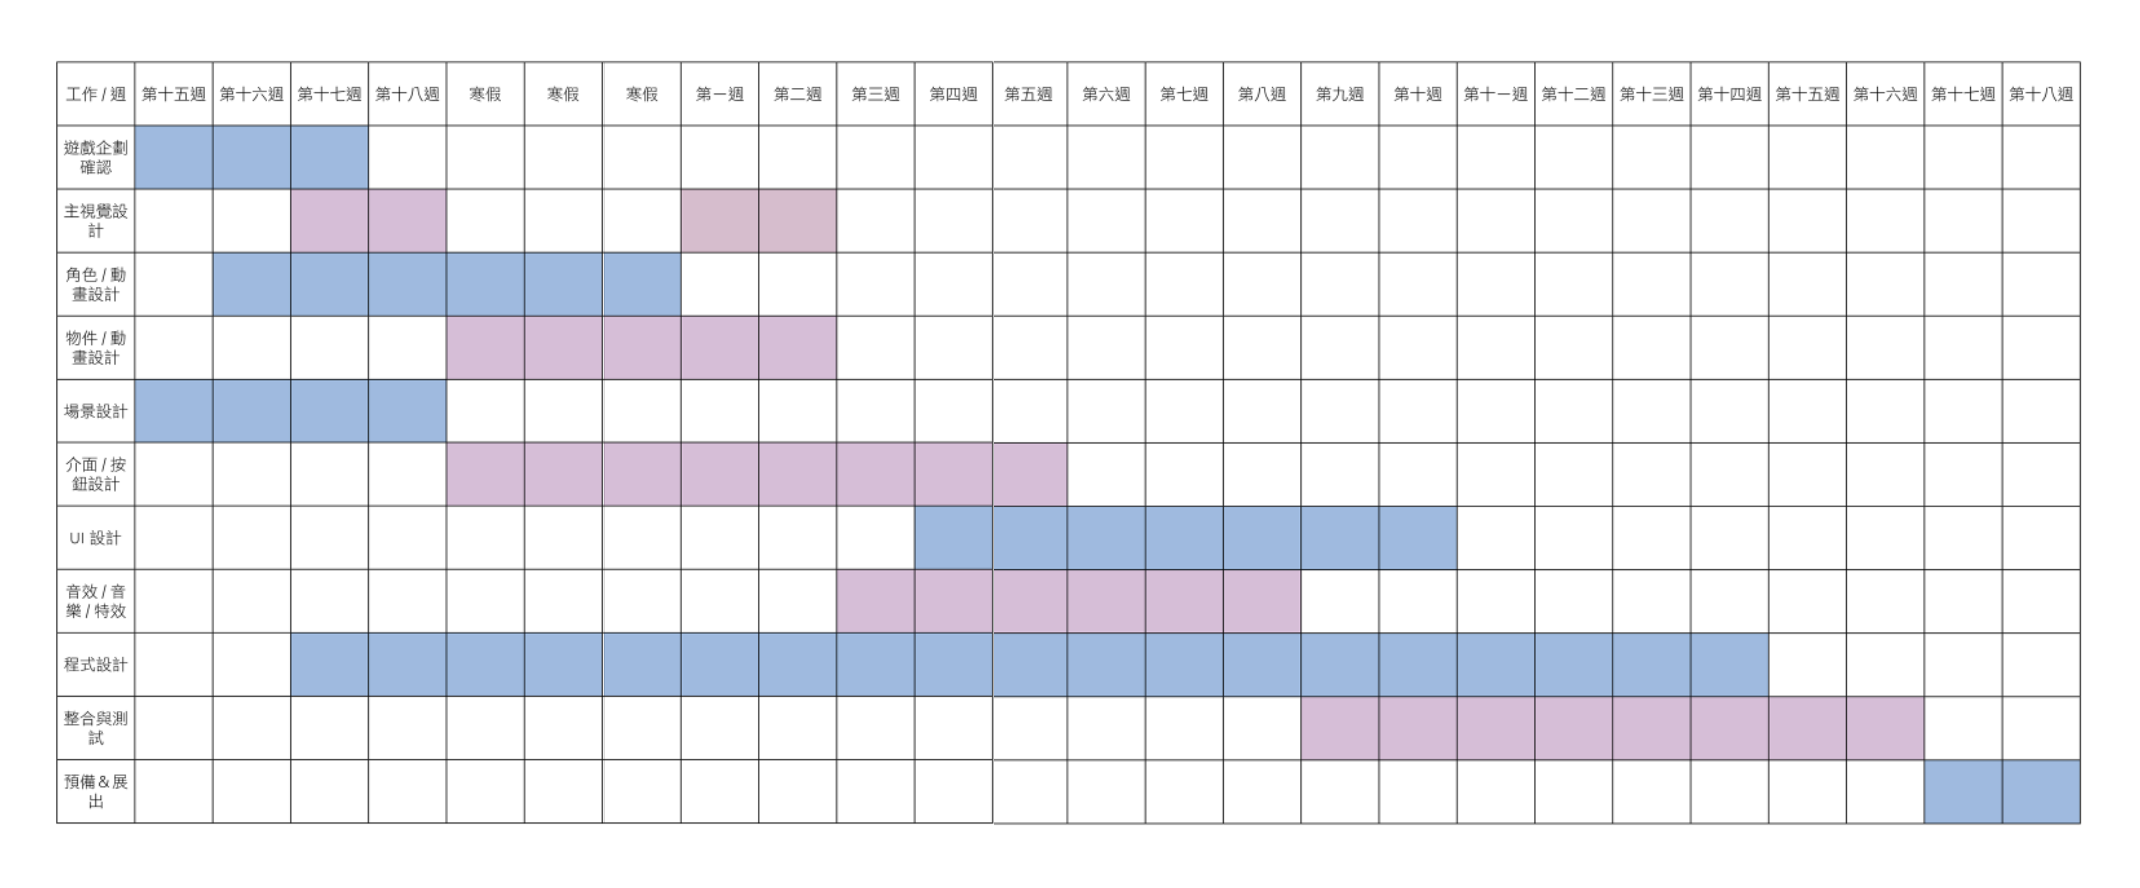 工作 / 週 第十五週 第十六週 第十七週 第十八週 寒假 寒假 寒假 第一週 第二週 第三週 第四週 第五週 第六週 第七週 第八週 第九週 第十週 第十一週 第十二週 第十三週 第十四週 第十五週 第十六週 第十七週 第十八週
遊戲企劃
確認
主視覺設
計
角色 / 動
畫設計
物件 / 動
畫設計
場景設計
介面 / 按
鈕設計
UI 設計
音效 / 音
樂 / 特效
程式設計
整合與測
試
預備＆展
出